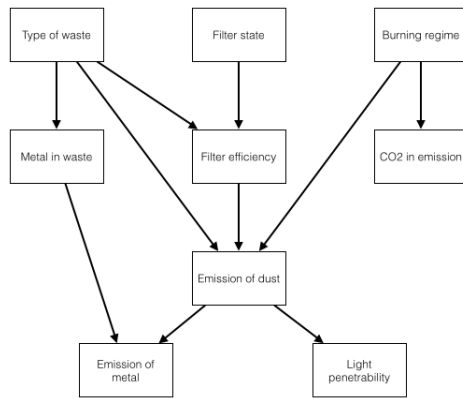 Type of waste
Filter state
Burning regime
Metal in waste
Filter efficiency
CO2 in emission
Emission of dust
Emission of
metal
Light
penetrability